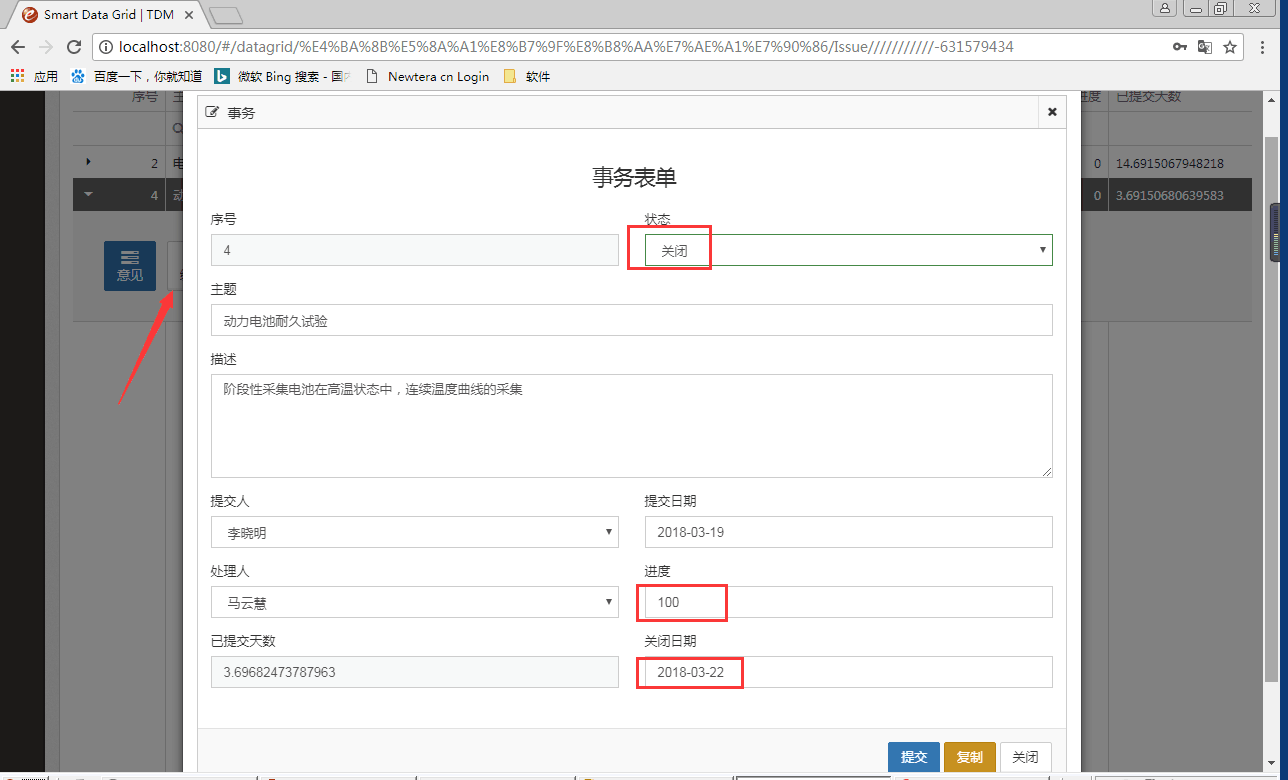 Smart Data Grid | TDM
localhost:8080/#/datagrid/%E4%BA%8B%E5%8A%A1%E8%B7%9F%E8%B8%AA%E7%AE%A1%E7%90%86/Issue///////////-631579434
应用 百度一下，你就知道 微软 Bing 搜索 - 国 Newtera cn Login 软件
序号 主 进度 已提交天数
事务
2 电 0 14.6915067948218
4 动 0 3.69150680639583
意见
事务表单
序号 状态
4 关闭
主题
动力电池耐久试验
描述
阶段性采集电池在高温状态中，连续温度曲线的采集
提交人 提交日期
李晓明 2018-03-19
处理人 进度
马云慧 100
已提交天数 关闭日期
3.69682473787963 2018-03-22
提交 复制 关闭